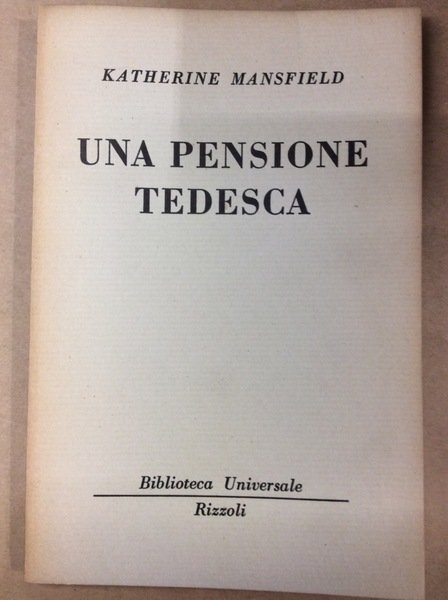 KATHERINE MANSFIELD
UNA PENSIONE
TEDESCA
Biblioteca Universale
Rizzoli